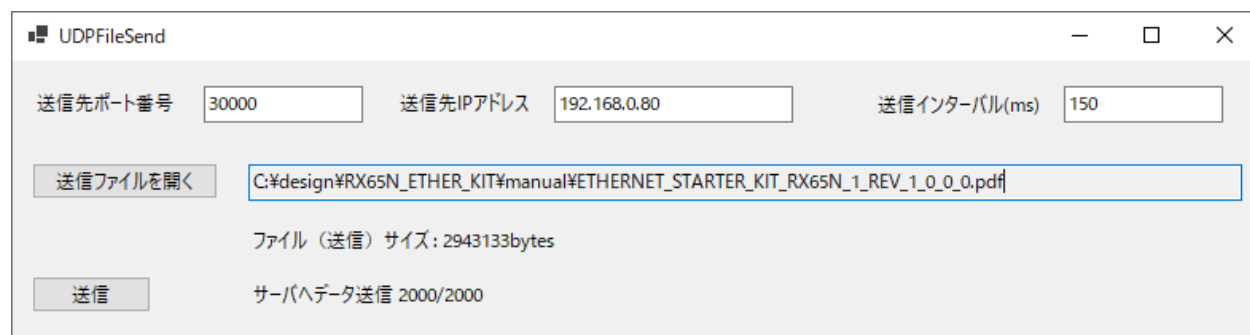 UDPFileSend
送信先ポート番号 30000 送信先IPアドレス 192.168.0.80 送信インターバル(ms) 150
送信ファイルを開く C:¥design¥RX65N_ETHER_KIT¥manual¥ETHERNET_STARTER_KIT_RX65N_1_REV_1_0_0_0.pdf
ファイル（送信）サイズ : 2943133bytes
送信 サーバへデータ送信 2000/2000